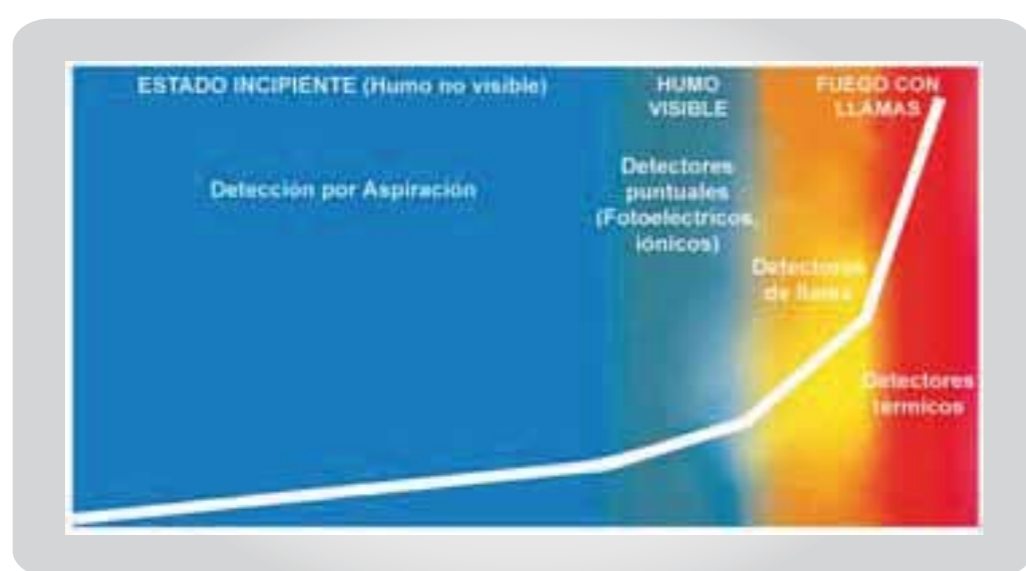 ESTADO INCIPIENTE (Humo no visible)
HUMO
VISIBLE
FUEGO CON
LLAMAS
Detección por Aspiración
Detectores
puntuales
(Fotoeléctricos,
iónicos)
Detectores
de llama
Detectores
térmicos